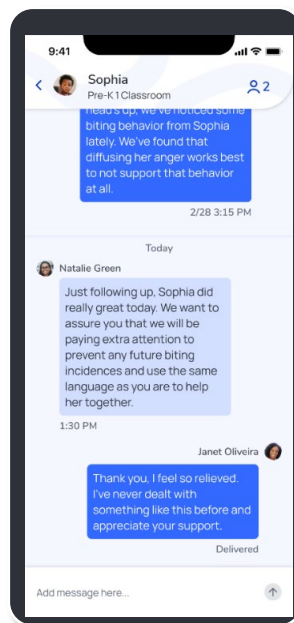 9:41
Sophia
Pre-K 1 Classroom
2
head's up, we've noticed some
biting behavior from Sophia
lately. We've found that
diffusing her anger works best
to not support that behavior
at all.
2/28 3:15 PM
Today
Natalie Green
Just following up, Sophia did
really great today. We want to
assure you that we will be
paying extra attention to
prevent any future biting
incidences and use the same
language as you are to help
her together.
1:30 PM
Janet Oliveira
Thank you, I feel so relieved.
I've never dealt with
something like this before and
appreciate your support.
Delivered
Add message here...